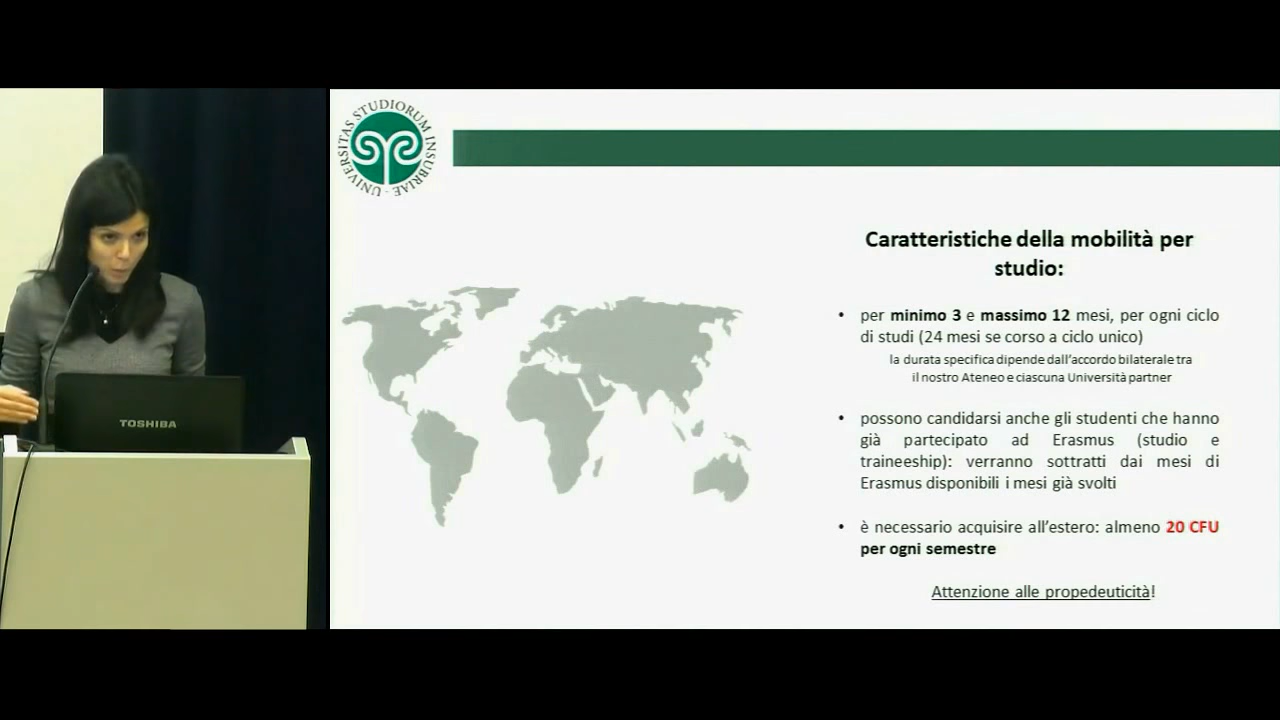 UNIVERSITAS STUDIORUM INSUBRIAE
Caratteristiche della mobilità per
studio:
• per minimo 3 e massimo 12 mesi, per ogni ciclo
di studi (24 mesi se corso a ciclo unico)
la durata specifica dipende dall'accordo bilaterale tra
il nostro Ateneo e ciascuna Università partner
• possono candidarsi anche gli studenti che hanno
già partecipato ad Erasmus (studio e
traineeship): verranno sottratti dai mesi di
Erasmus disponibili i mesi già svolti
• è necessario acquisire all'estero: almeno 20 CFU
per ogni semestre
Attenzione alle propedeuticità!
TOSHIBA